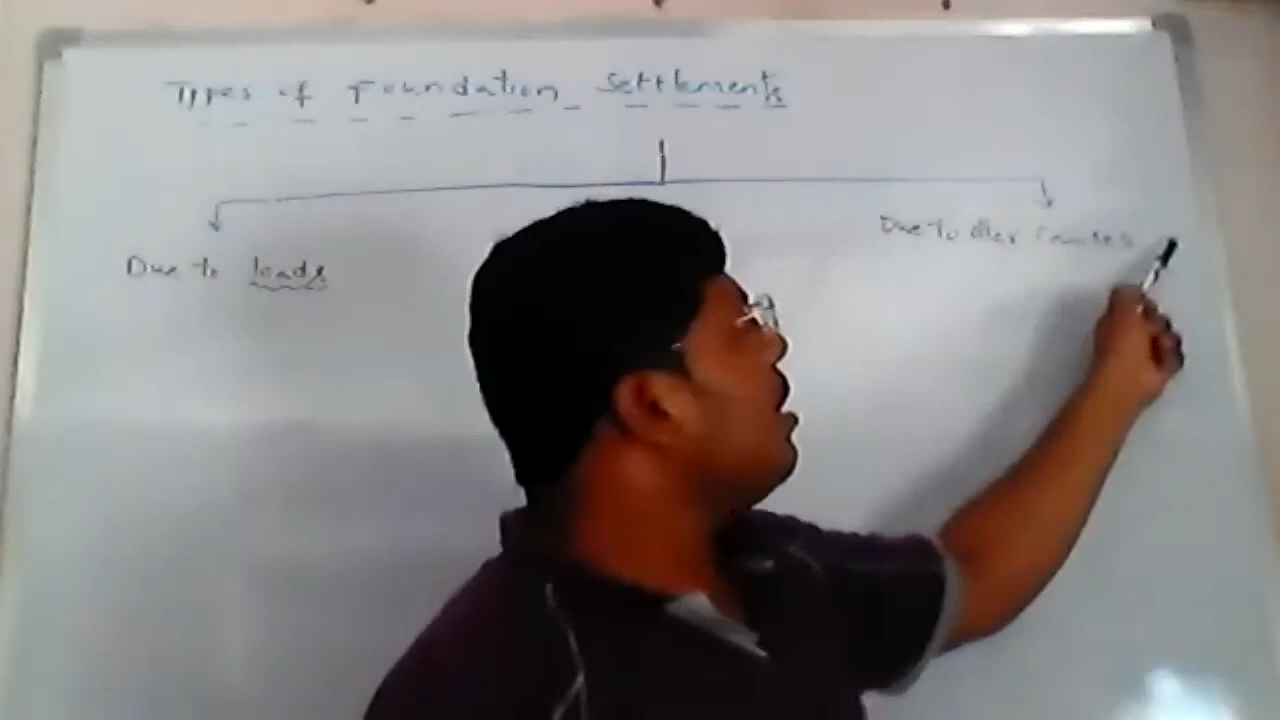 Types of Foundation Settlements
Due to loads
Due to other Causes